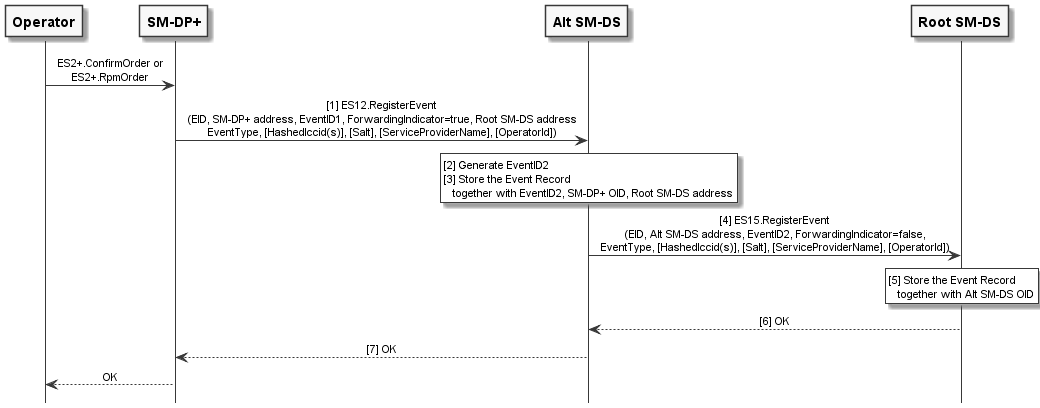 Operator
SM-DP+
Alt SM-DS
Root SM-DS
ES2+.ConfirmOrder or
ES2+.RpmOrder
[1] ES12.RegisterEvent
(EID, SM-DP+ address, EventID1, ForwardingIndicator=true, Root SM-DS address
EventType, [HashedIccid(s)], [Salt], [ServiceProviderName], [OperatorId])
[2] Generate EventID2
[3] Store the Event Record
together with EventID2, SM-DP+ OID, Root SM-DS address
[4] ES15.RegisterEvent
(EID, Alt SM-DS address, EventID2, ForwardingIndicator=false,
EventType, [HashedIccid(s)], [Salt], [ServiceProviderName], [OperatorId])
[5] Store the Event Record
together with Alt SM-DS OID
[6] OK
[7] OK
OK